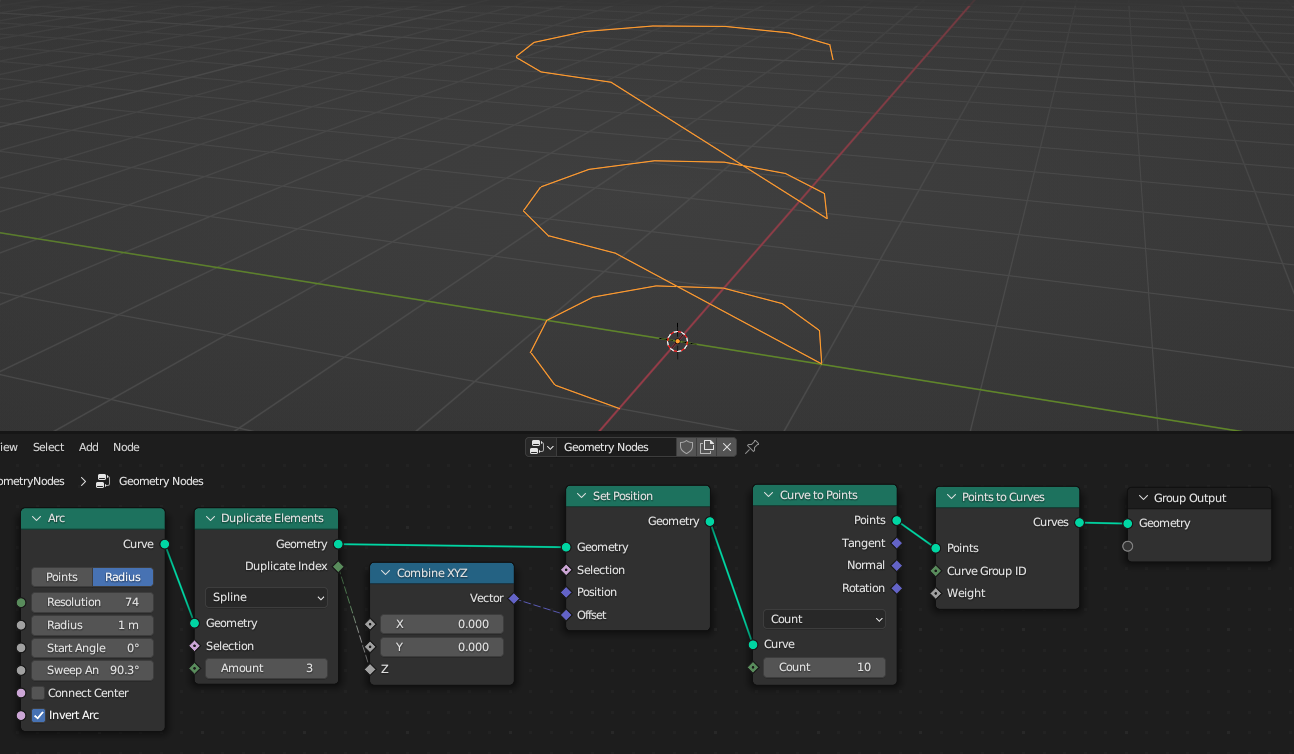 iew Select Add Node
Geometry Nodes
ometryNodes > Geometry Nodes
Arc
Curve
Points Radius
Resolution 74
Radius 1 m
Start Angle 0°
Sweep An 90.3°
Connect Center
Invert Arc
Duplicate Elements
Geometry
Duplicate Index
Spline
Geometry
Selection
Amount 3
Combine XYZ
Vector
X 0.000
Y 0.000
Z
Set Position
Geometry
Geometry
Selection
Position
Offset
Curve to Points
Points
Tangent
Normal
Rotation
Count
Curve
Count 10
Points to Curves
Curves
Points
Curve Group ID
Weight
Group Output
Geometry